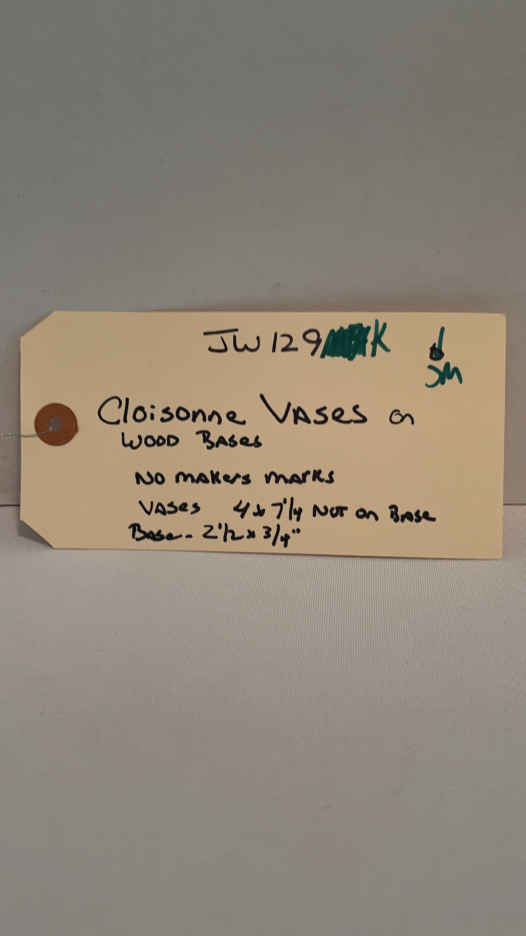 JW129 K
JM
Cloisonne Vases on
Wood Bases
No makers marks
Vases 4 x 7 1/4 Not on Base
Base - 2 1/2 x 3/4"